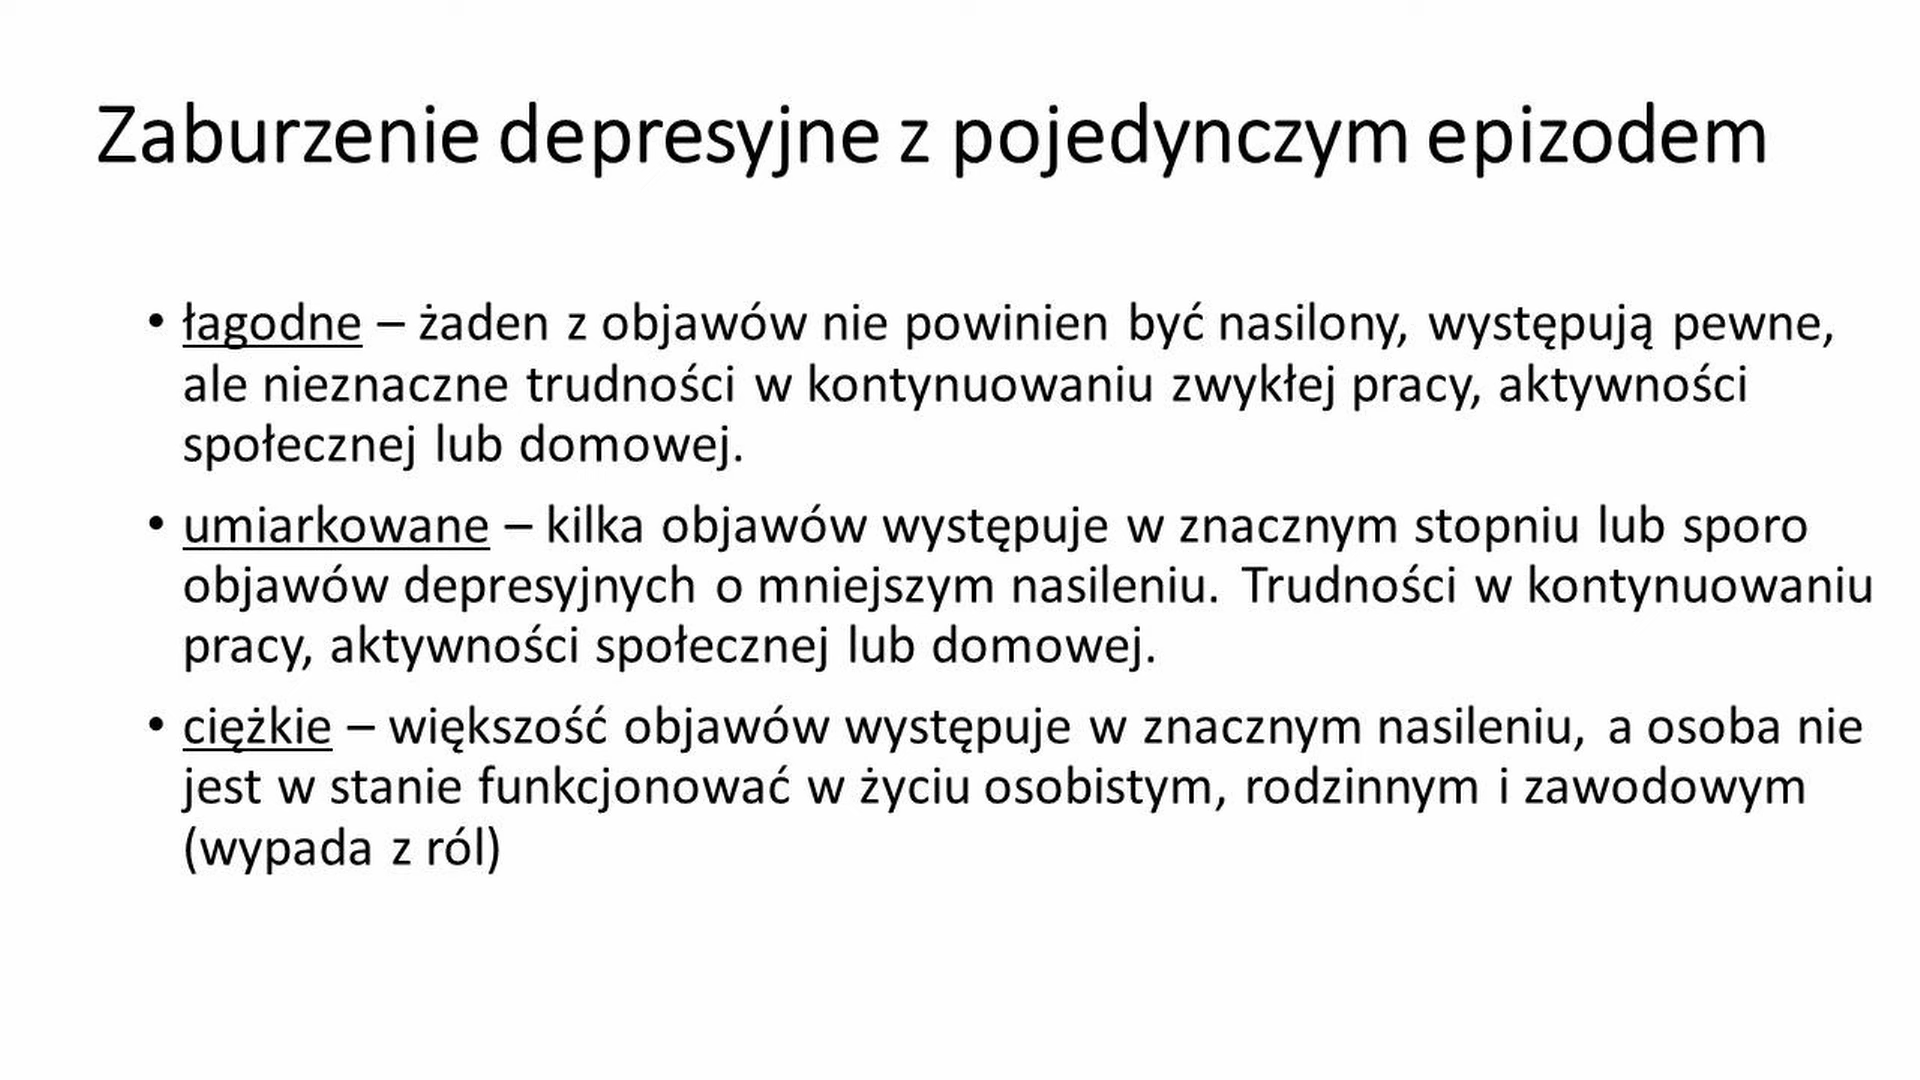 Zaburzenie depresyjne z pojedynczym epizodem
• łagodne – żaden z objawów nie powinien być nasilony, występują pewne,
ale nieznaczne trudności w kontynuowaniu zwykłej pracy, aktywności
społecznej lub domowej.
• umiarkowane – kilka objawów występuje w znacznym stopniu lub sporo
objawów depresyjnych o mniejszym nasileniu. Trudności w kontynuowaniu
pracy, aktywności społecznej lub domowej.
• ciężkie – większość objawów występuje w znacznym nasileniu, a osoba nie
jest w stanie funkcjonować w życiu osobistym, rodzinnym i zawodowym
(wypada z ról)